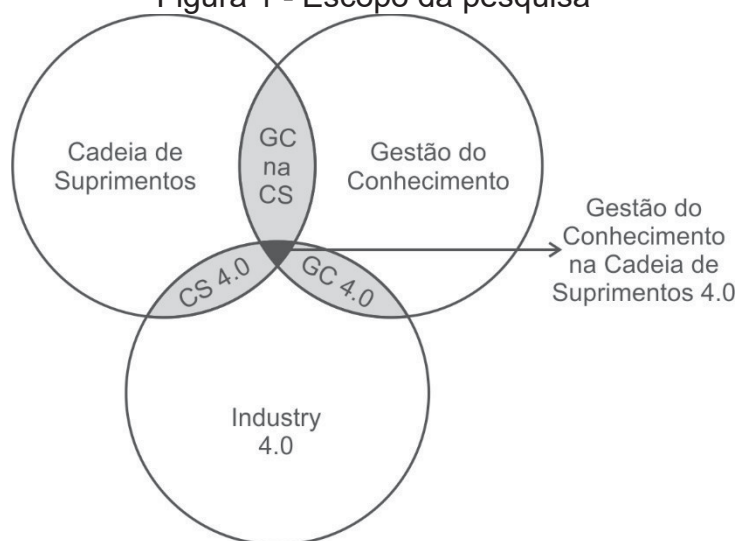 Figura 1 - Escopo da pesquisa
Cadeia de
Suprimentos
GC
na
CS
Gestão do
Conhecimento
Gestão do
Conhecimento
na Cadeia de
Suprimentos 4.0
CS 4.0
GC 4.0
Industry
4.0